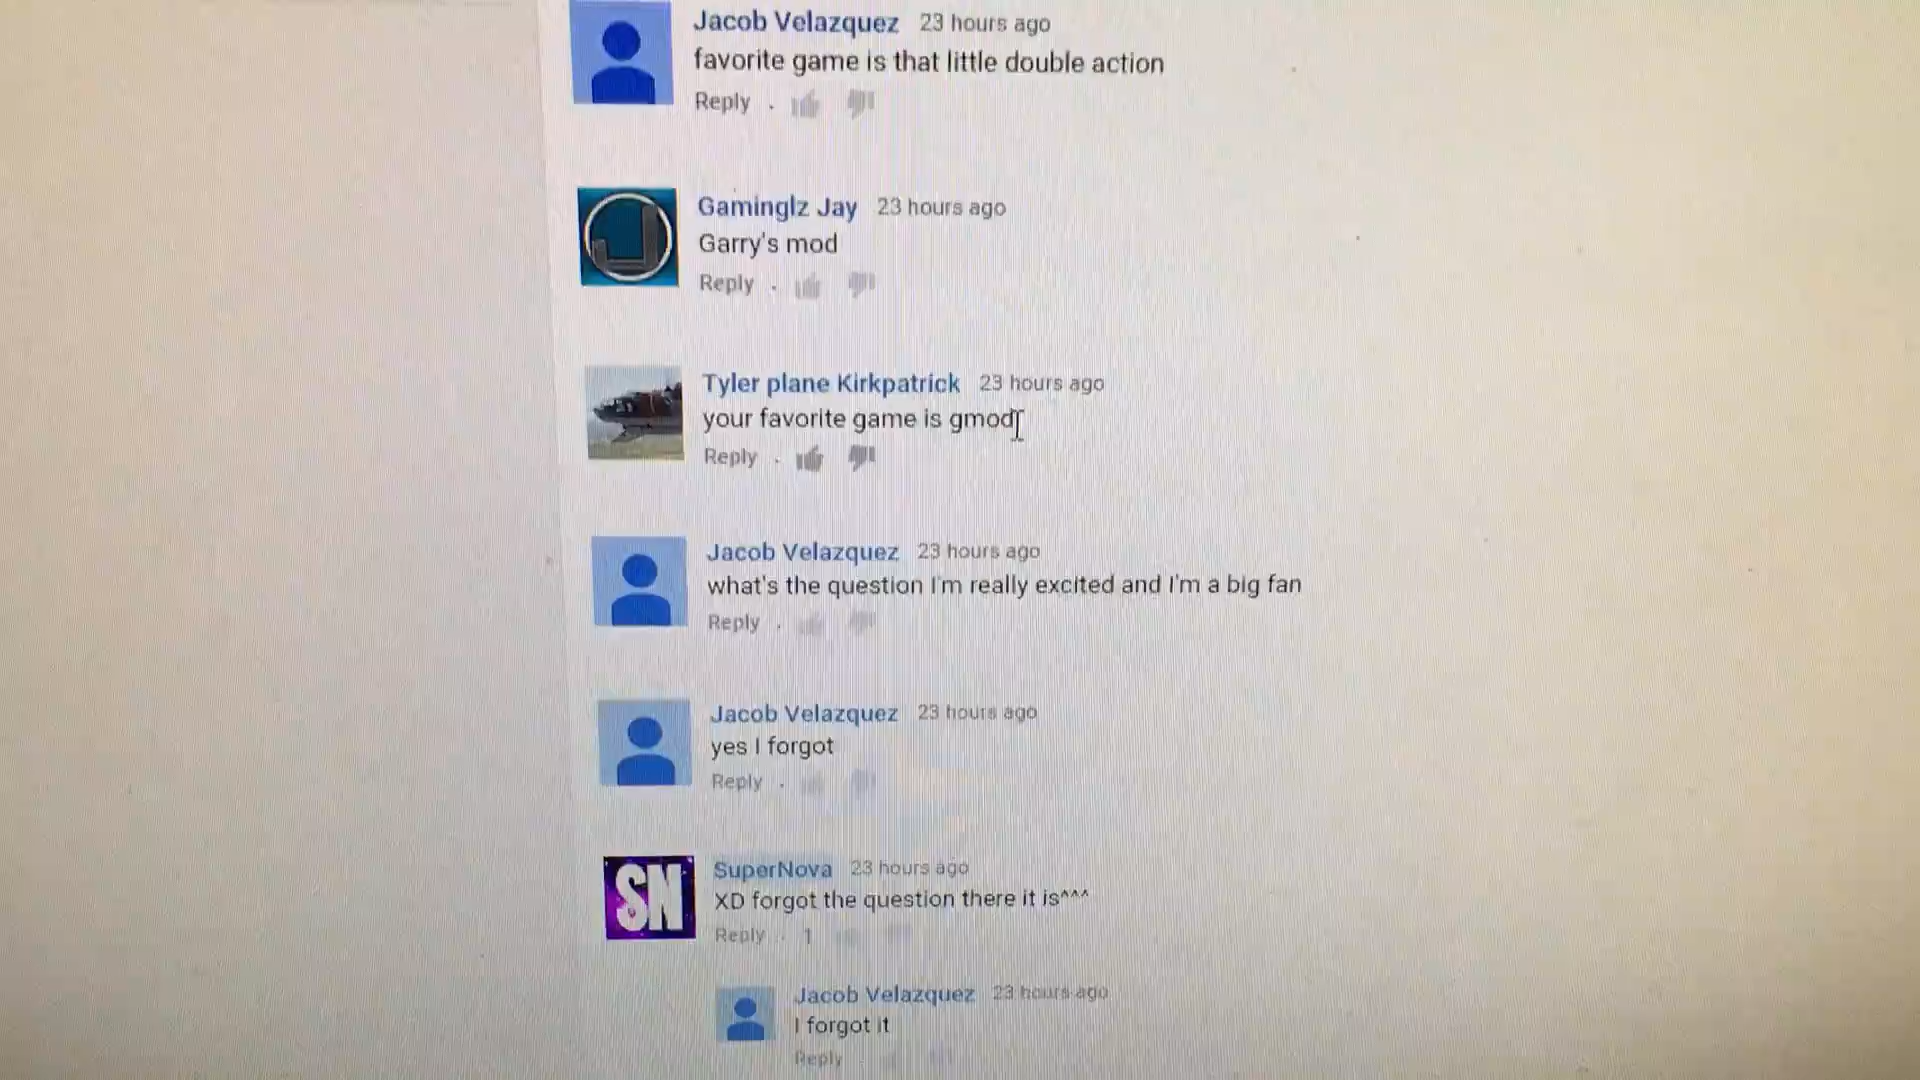 Jacob Velazquez 23 hours ago
favorite game is that little double action
Reply .
Gaminglz Jay 23 hours ago
Garry's mod
Reply .
Tyler plane Kirkpatrick 23 hours ago
your favorite game is gmod
Reply .
Jacob Velazquez 23 hours ago
what's the question I'm really excited and I'm a big fan
Reply .
Jacob Velazquez 23 hours ago
yes I forgot
Reply .
SN
SuperNova 23 hours ago
XD forgot the question there it is^^^
Reply . 1
Jacob Velazquez 23 hours ago
I forgot it
Reply